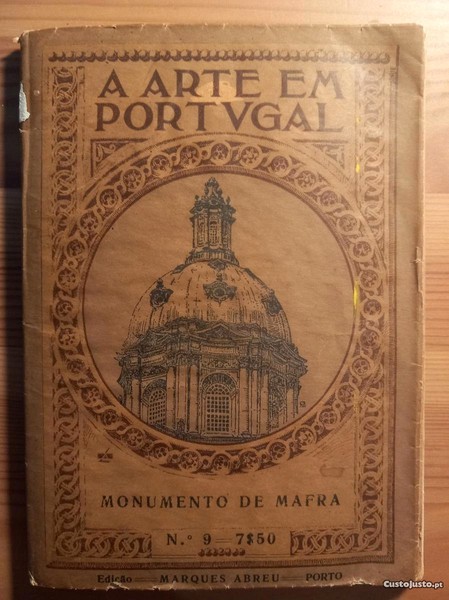 A ARTE EM
PORTVGAL
MONUMENTO DE MAFRA
N.º 9 — 7$50
Edição — MARQUES ABREU — PORTO
CustoJusto.pt